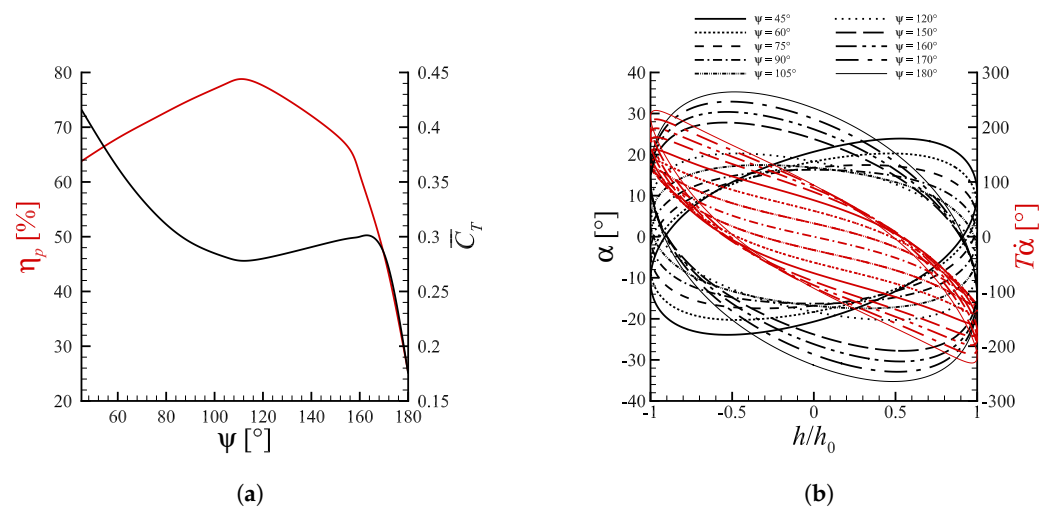 ψ = 45°
ψ = 60°
ψ = 75°
ψ = 90°
ψ = 105°
ψ = 120°
ψ = 150°
ψ = 160°
ψ = 170°
ψ = 180°
80
70
60
50
40
30
20
η_p [%]
0.45
0.4
0.35
0.3
0.25
0.2
0.15
C̅_T
60 80 100 120 140 160 180
ψ [°]
(a)
40
30
20
10
0
-10
-20
-30
-40
α [°]
300
200
100
0
-100
-200
-300
Tα̇ [°]
-1 -0.5 0 0.5 1
h/h₀
(b)